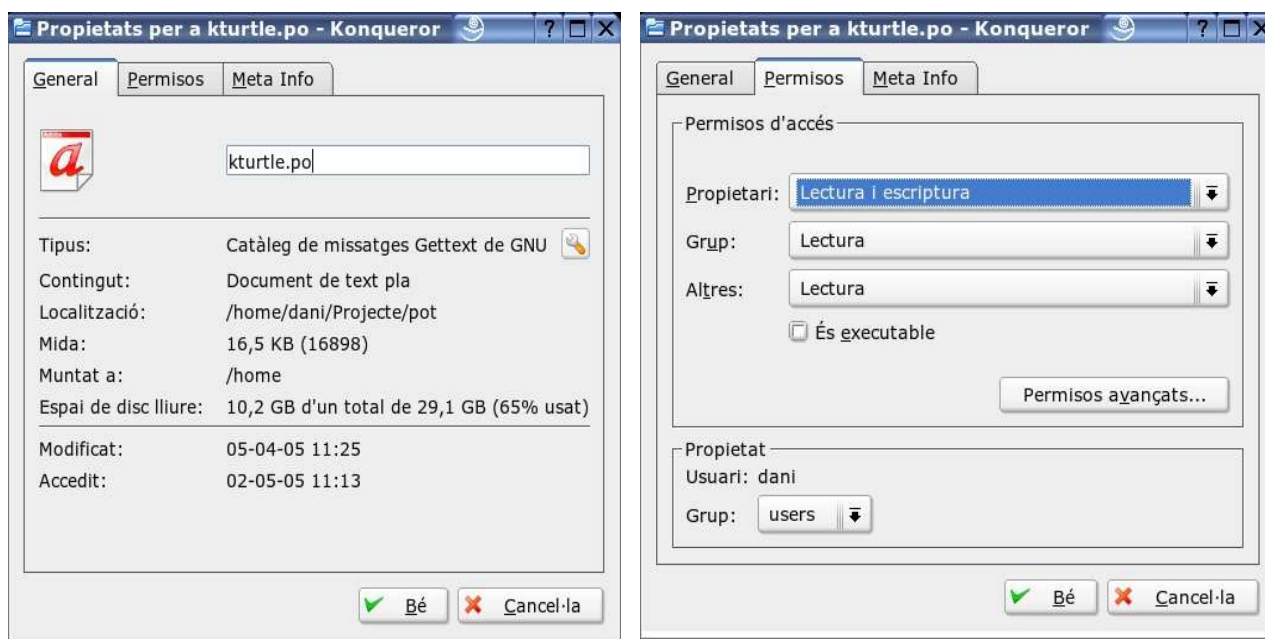 Propietats per a kturtle.po - Konqueror
General Permisos Meta Info
kturtle.po
Tipus: Catàleg de missatges Gettext de GNU
Contingut: Document de text pla
Localització: /home/dani/Projecte/pot
Mida: 16,5 KB (16898)
Muntat a: /home
Espai de disc lliure: 10,2 GB d'un total de 29,1 GB (65% usat)
Modificat: 05-04-05 11:25
Accedit: 02-05-05 11:13
Bé Cancel·la
Propietats per a kturtle.po - Konqueror
General Permisos Meta Info
Permisos d'accés
Propietari: Lectura i escriptura
Grup: Lectura
Altres: Lectura
És executable
Permisos avançats...
Propietat
Usuari: dani
Grup: users
Bé Cancel·la